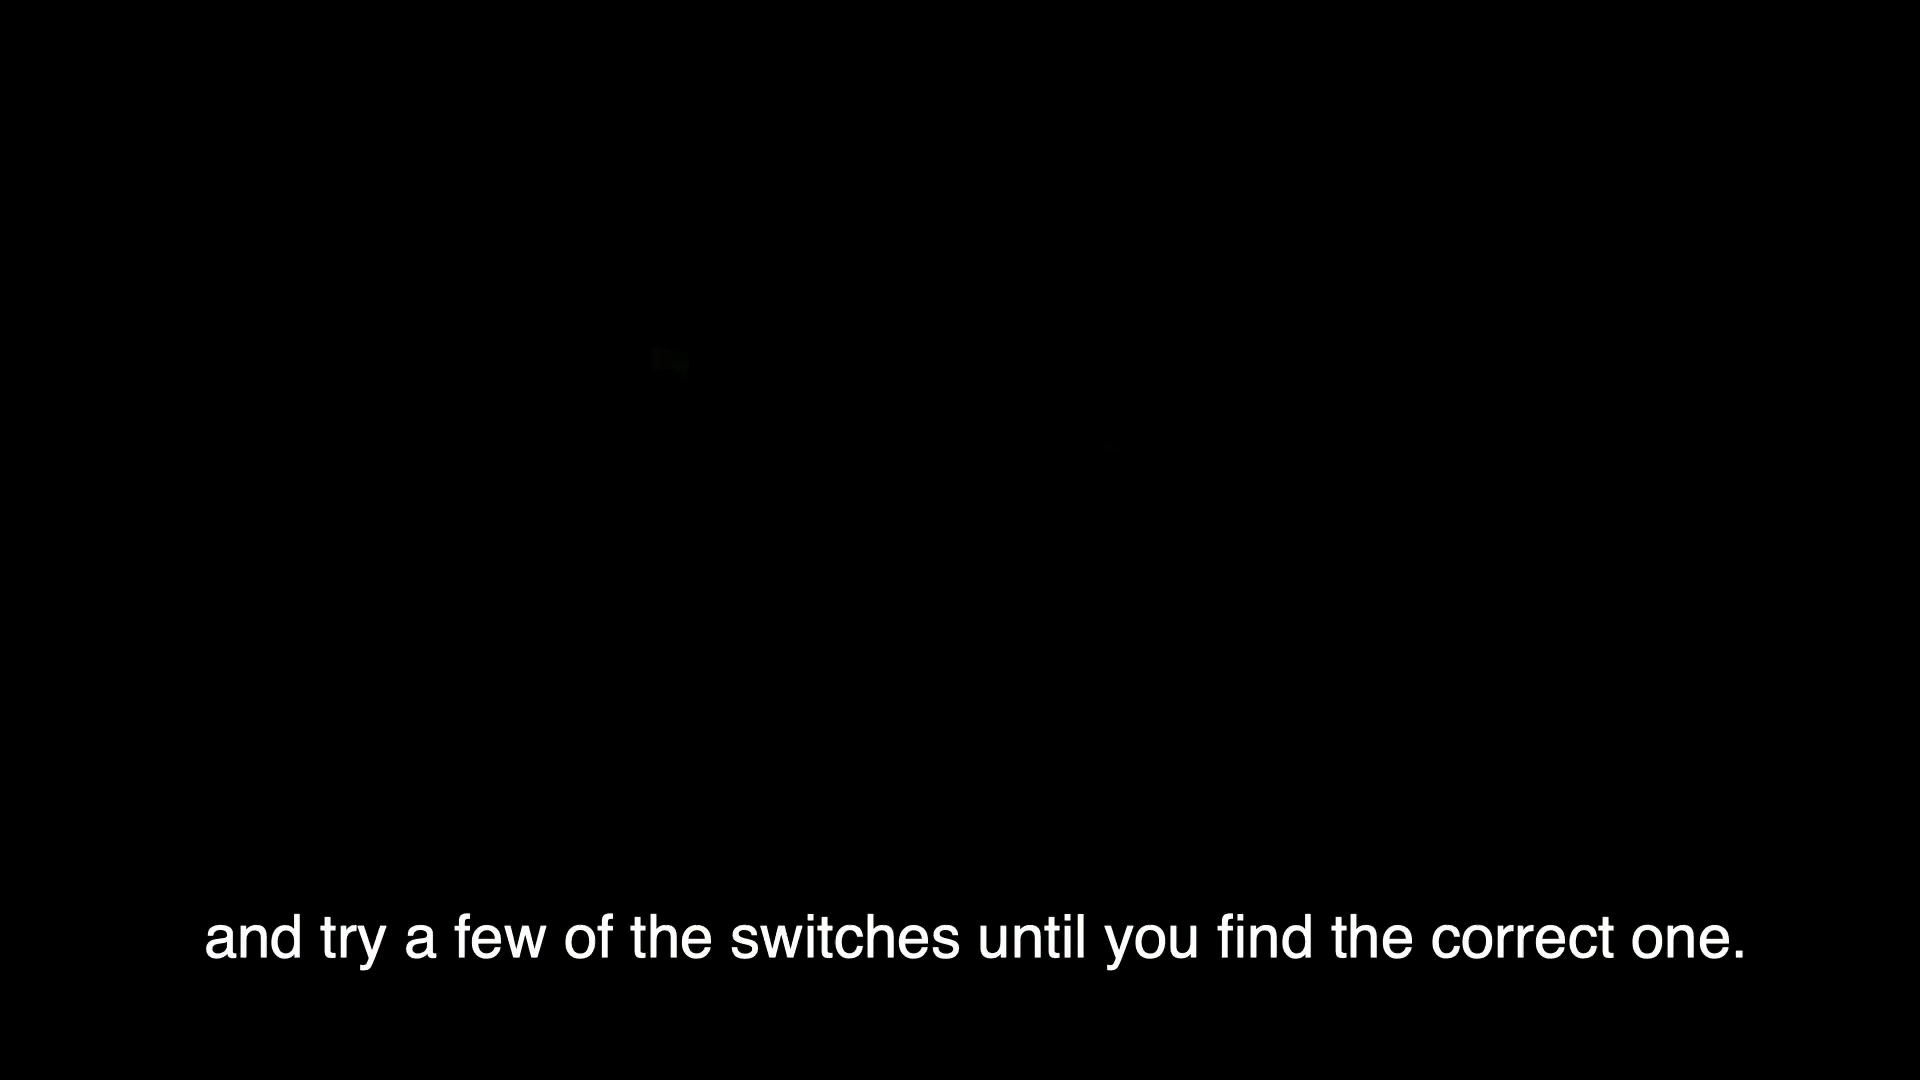 and try a few of the switches until you find the correct one.